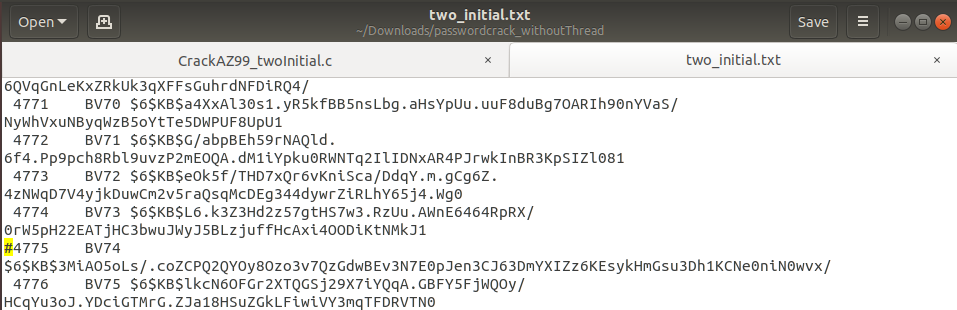 Open
two_initial.txt
~/Downloads/passwordcrack_withoutThread
Save
CrackAZ99_twoInitial.c
two_initial.txt
6QVqGnLeKxZRkUk3qXFFsGuhrdNFDiRQ4/
4771 BV70 $6$KB$a4XxAl30s1.yR5kfBB5nsLbg.aHsYpUu.uuF8duBg7OARIh90nYVaS/
NyWhVxuNByqWzB5oYtTe5DWPUF8UpU1
4772 BV71 $6$KB$G/abpBEh59rNAQld.
6f4.Pp9pch8Rbl9uvzP2mEOQA.dM1iYpku0RWNTq2IlIDNxAR4PJrwkInBR3KpSIZl081
4773 BV72 $6$KB$eOk5f/THD7xQr6vKniSca/DdqY.m.gCg6Z.
4zNWqD7V4yjkDuwCm2v5raQsqMcDEg344dywrZiRLhY65j4.Wg0
4774 BV73 $6$KB$L6.k3Z3Hd2z57gtHS7w3.RzUu.AWnE6464RpRX/
0rW5pH22EATjHC3bwuJWyJ5BLzjuffHcAxi4OODiKtNMkJ1
#4775 BV74
$6$KB$3MiAO5oLs/.coZCPQ2QYOy8Ozo3v7QzGdwBEv3N7E0pJen3CJ63DmYXIZz6KEsykHmGsu3Dh1KCNe0niN0wvx/
4776 BV75 $6$KB$lkcN6OFGr2XTQGSj29X7iYQqA.GBFY5FjWQOy/
HCqYu3oJ.YDciGTMrG.ZJa18HSuZGkLFiwiVY3mqTFDRVTN0